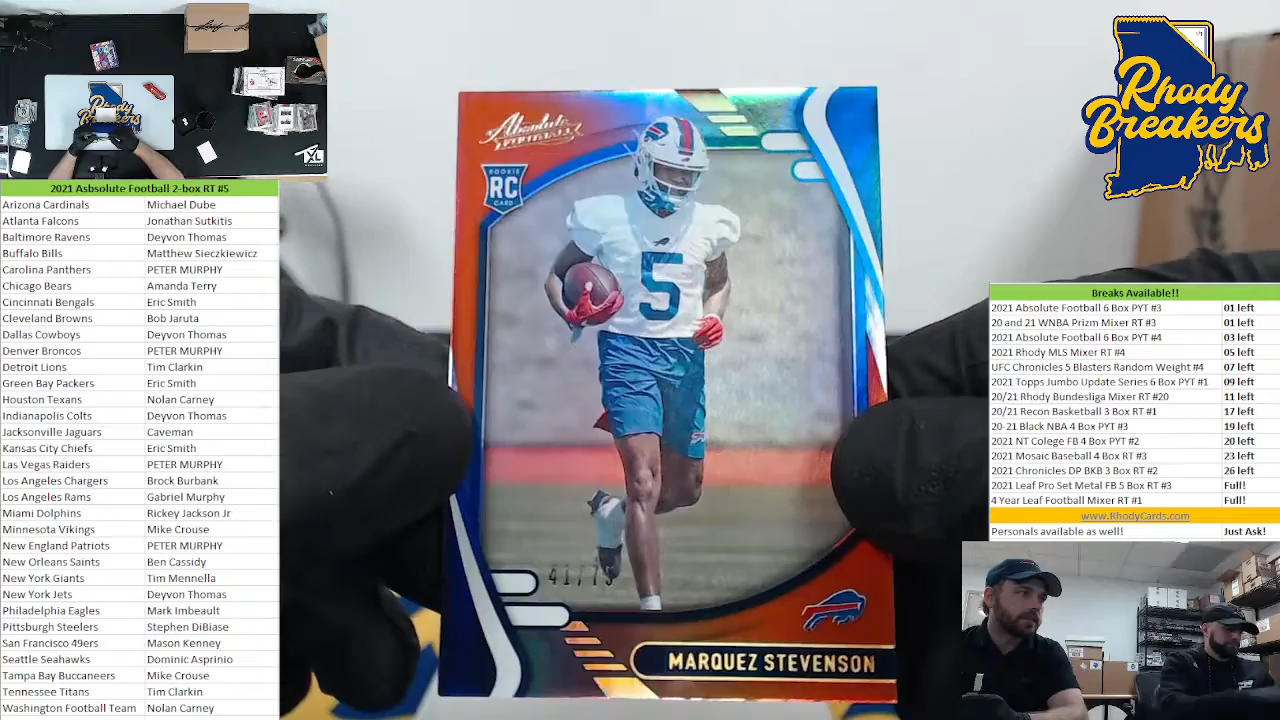 2021 Asbsolute Football 2-box RT #5
Arizona Cardinals Michael Dube
Atlanta Falcons Jonathan Sutkitis
Baltimore Ravens Deyvon Thomas
Buffalo Bills Matthew Sieczkiewicz
Carolina Panthers PETER MURPHY
Chicago Bears Amanda Terry
Cincinnati Bengals Eric Smith
Cleveland Browns Bob Jaruta
Dallas Cowboys Deyvon Thomas
Denver Broncos PETER MURPHY
Detroit Lions Tim Clarkin
Green Bay Packers Eric Smith
Houston Texans Nolan Carney
Indianapolis Colts Deyvon Thomas
Jacksonville Jaguars Caveman
Kansas City Chiefs Eric Smith
Las Vegas Raiders PETER MURPHY
Los Angeles Chargers Brock Burbank
Los Angeles Rams Gabriel Murphy
Miami Dolphins Rickey Jackson Jr
Minnesota Vikings Mike Crouse
New England Patriots PETER MURPHY
New Orleans Saints Ben Cassidy
New York Giants Tim Mennella
New York Jets Deyvon Thomas
Philadelphia Eagles Mark Imbeault
Pittsburgh Steelers Stephen DiBiase
San Francisco 49ers Mason Kenney
Seattle Seahawks Dominic Asprinio
Tampa Bay Buccaneers Mike Crouse
Tennessee Titans Tim Clarkin
Washington Football Team Nolan Carney
Rhody
Breakers
TXL
Absolute
FOOTBALL
ROOKIE
RC
CARD
5
MARQUEZ STEVENSON
1/1
Rhody
Breakers
Breaks Available!!
2021 Absolute Football 6 Box PYT #3 01 left
20 and 21 WNBA Prizm Mixer RT #3 01 left
2021 Absolute Football 6 Box PYT #4 03 left
2021 Rhody MLS Mixer RT #4 05 left
UFC Chronicles 5 Blasters Random Weight #4 07 left
2021 Topps Jumbo Update Series 6 Box PYT #1 09 left
20/21 Rhody Bundesliga Mixer RT #20 11 left
20/21 Recon Basketball 3 Box RT #1 17 left
20-21 Black NBA 4 Box PYT #3 19 left
2021 NT Colege FB 4 Box PYT #2 20 left
2021 Mosaic Baseball 4 Box RT #3 23 left
2021 Chronicles DP BKB 3 Box RT #2 26 left
2021 Leaf Pro Set Metal FB 5 Box RT #3 Full!
4 Year Leaf Football Mixer RT #1 Full!
www.RhodyCards.com
Personals available as well! Just Ask!